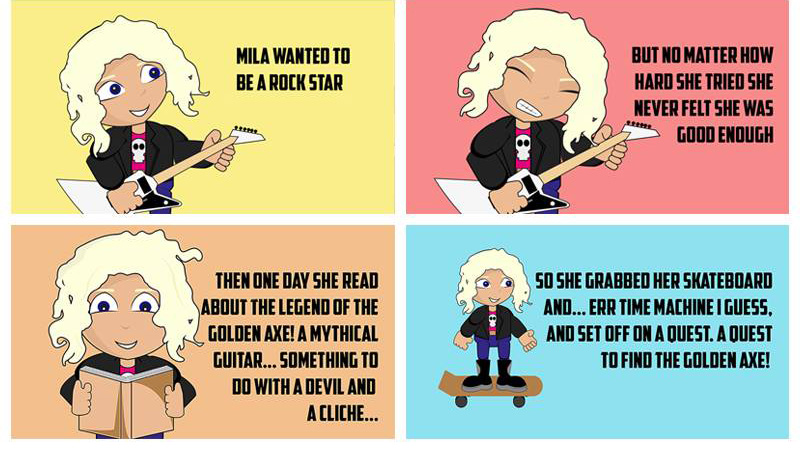 MILA WANTED TO
BE A ROCK STAR
BUT NO MATTER HOW
HARD SHE TRIED SHE
NEVER FELT SHE WAS
GOOD ENOUGH
THEN ONE DAY SHE READ
ABOUT THE LEGEND OF THE
GOLDEN AXE! A MYTHICAL
GUITAR... SOMETHING TO
DO WITH A DEVIL AND
A CLICHE...
SO SHE GRABBED HER SKATEBOARD
AND... ERR TIME MACHINE I GUESS,
AND SET OFF ON A QUEST. A QUEST
TO FIND THE GOLDEN AXE!